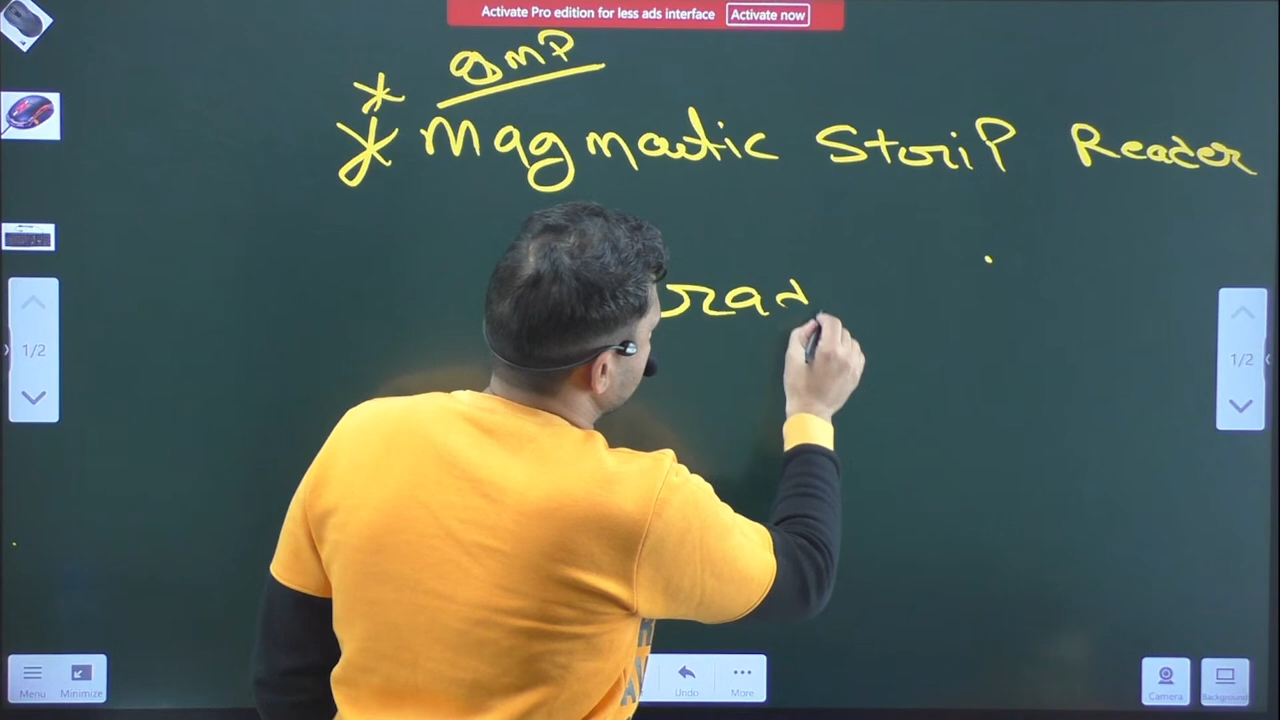 Activate Pro edition for less ads interface Activate now
Imp
** Magnatic Strip Reader
1/2
1/2
Menu Minimize Undo More Camera Background